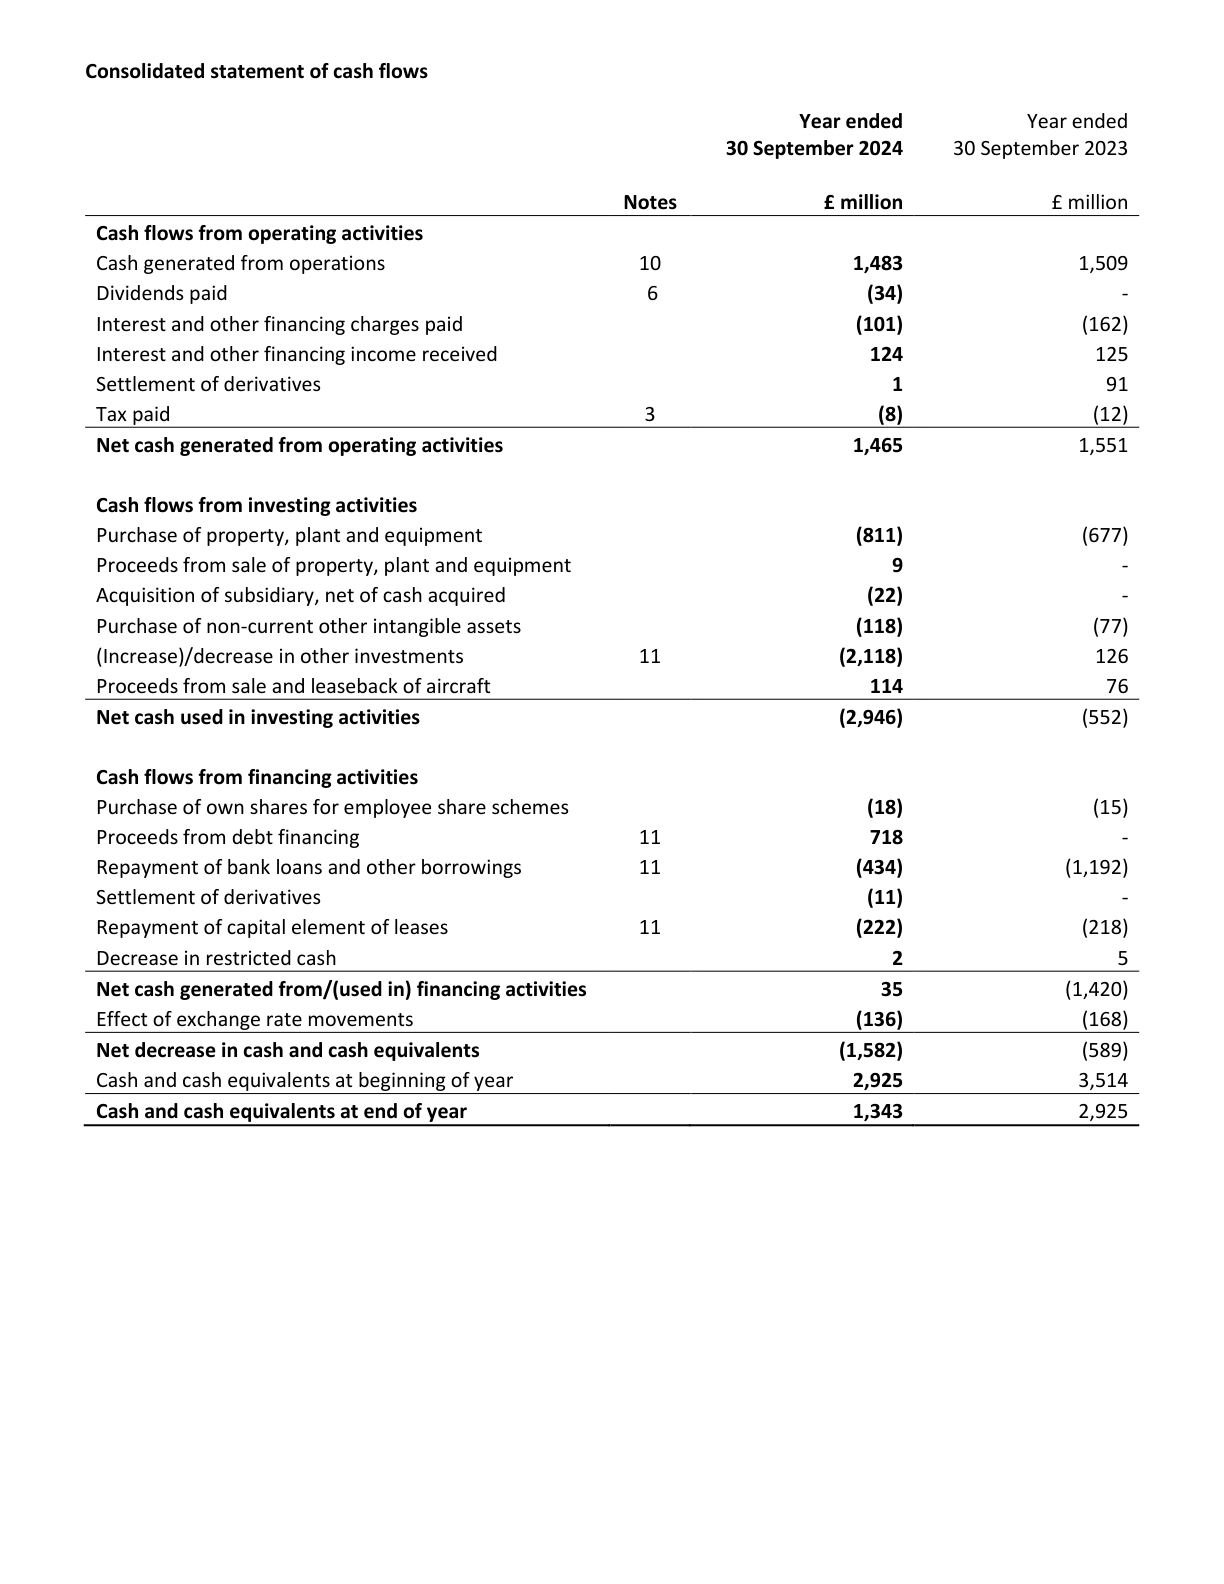 Consolidated statement of cash flows
Year ended Year ended
30 September 2024 30 September 2023
Notes £ million £ million
Cash flows from operating activities
Cash generated from operations 10 1,483 1,509
Dividends paid 6 (34) -
Interest and other financing charges paid (101) (162)
Interest and other financing income received 124 125
Settlement of derivatives 1 91
Tax paid 3 (8) (12)
Net cash generated from operating activities 1,465 1,551
Cash flows from investing activities
Purchase of property, plant and equipment (811) (677)
Proceeds from sale of property, plant and equipment 9 -
Acquisition of subsidiary, net of cash acquired (22) -
Purchase of non-current other intangible assets (118) (77)
(Increase)/decrease in other investments 11 (2,118) 126
Proceeds from sale and leaseback of aircraft 114 76
Net cash used in investing activities (2,946) (552)
Cash flows from financing activities
Purchase of own shares for employee share schemes (18) (15)
Proceeds from debt financing 11 718 -
Repayment of bank loans and other borrowings 11 (434) (1,192)
Settlement of derivatives (11) -
Repayment of capital element of leases 11 (222) (218)
Decrease in restricted cash 2 5
Net cash generated from/(used in) financing activities 35 (1,420)
Effect of exchange rate movements (136) (168)
Net decrease in cash and cash equivalents (1,582) (589)
Cash and cash equivalents at beginning of year 2,925 3,514
Cash and cash equivalents at end of year 1,343 2,925